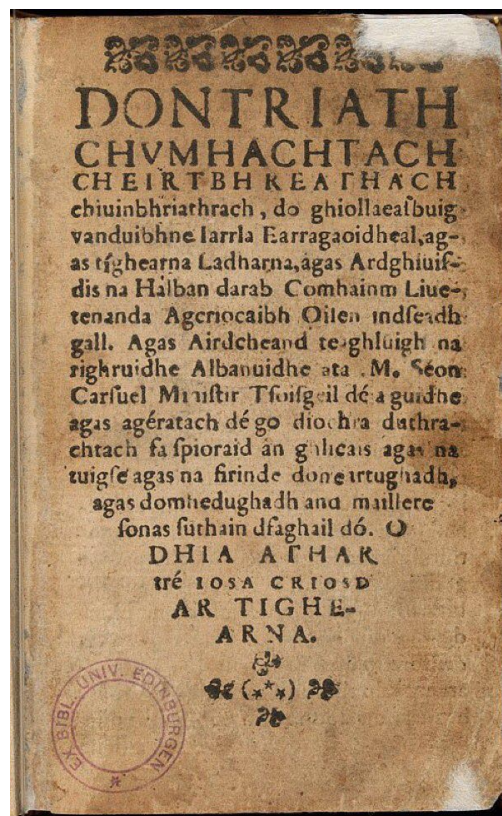 DONTRIATH
CHVMHACHTACH
CHEIRTBHREATHACH
chiuinbhriathrach, do ghiollaeasbuig
vanduibhne Iarrla Earragaoidheal, ag-
as tíghearna Ladharna, agas Ardghiuis-
dis na Halban darab Comhainm Liue-
tenanda Agcriocaibh Oilen indseadh
gall. Agas Airdcheand teaghluigh na
righruidhe Albanuidhe ata .M. Seon
Carſuel Miniſtir Tſoiſgeil dé a guidhe
agas agératach dé go diochra duthra-
chtach fa ſpioraid an ghlicais agas na
tuigſe agas na firinde do
agas domhedughadh and maillere
ſonas ſuthain dfaghail dó. O
DHIA ATHAR
tré IOSA CRIOSD
AR TIGHE-
ARNA.
(***)
EX BIBL. UNIV. EDINBURGEN